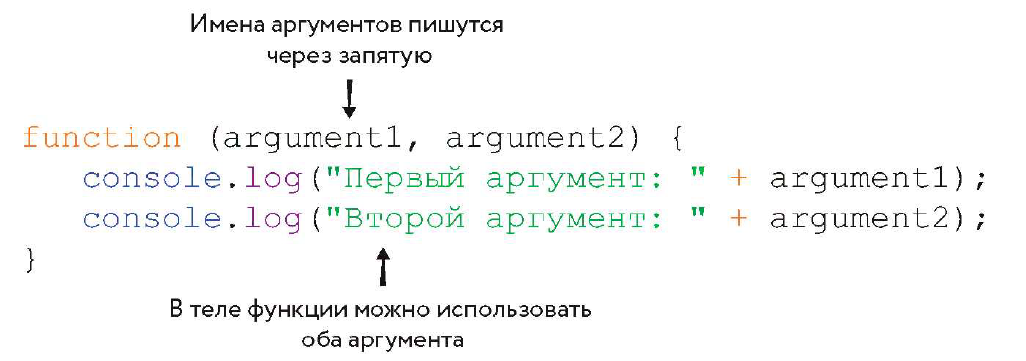 Имена аргументов пишутся
через запятую
function (argument1, argument2) {
console.log("Первый аргумент: " + argument1);
console.log("Второй аргумент: " + argument2);
}
В теле функции можно использовать
оба аргумента